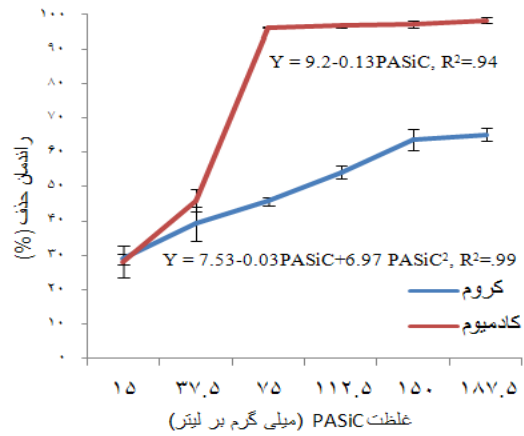 راندمان حذف (%)
۱۰۰
۹۰
۸۰
۷۰
۶۰
۵۰
۴۰
۳۰
۲۰
۱۰
۰
Y = 9.2-0.13PASiC, R²=.94
Y = 7.53-0.03PASiC+6.97 PASiC², R²=.99
کروم
کادمیوم
۱۵ ۳۷.۵ ۷۵ ۱۱۲.۵ ۱۵۰ ۱۸۷.۵
غلظت PASiC (میلی گرم بر لیتر)